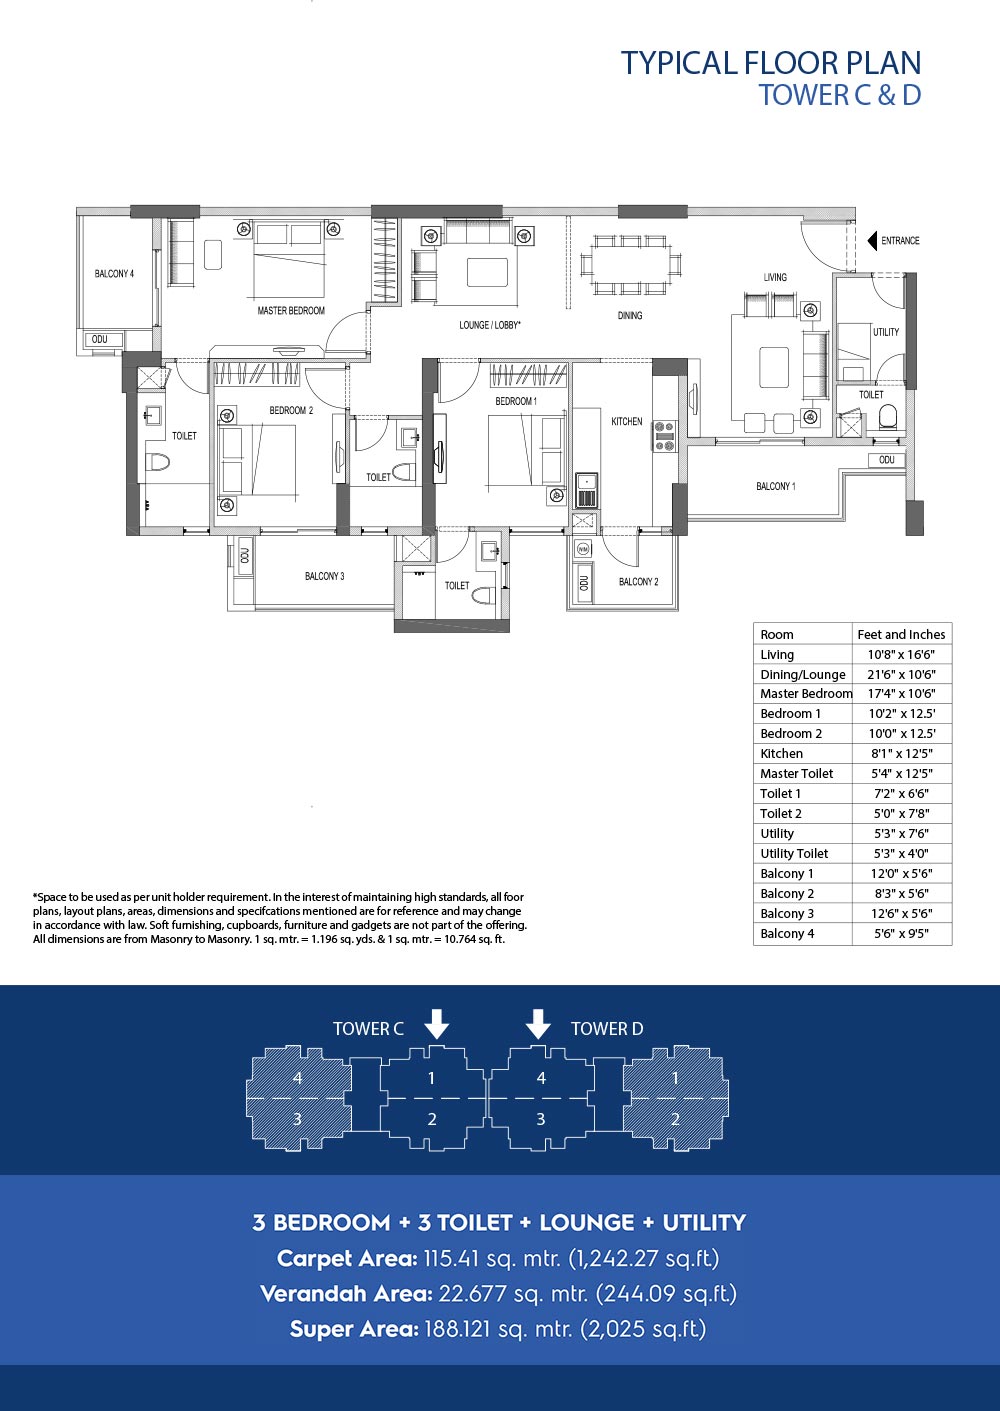 TYPICAL FLOOR PLAN
TOWER C & D
ENTRANCE
BALCONY 4
LIVING
MASTER BEDROOM
DINING
LOUNGE / LOBBY*
UTILITY
ODU
TOILET
BEDROOM 1
BEDROOM 2
KITCHEN
TOILET
ODU
TOILET
BALCONY 1
WM
ODU
BALCONY 3
ODU
BALCONY 2
TOILET
Room Feet and Inches
Living 10'8" x 16'6"
Dining/Lounge 21'6" x 10'6"
Master Bedroom 17'4" x 10'6"
Bedroom 1 10'2" x 12.5'
Bedroom 2 10'0" x 12.5'
Kitchen 8'1" x 12'5"
Master Toilet 5'4" x 12'5"
Toilet 1 7'2" x 6'6"
Toilet 2 5'0" x 7'8"
Utility 5'3" x 7'6"
Utility Toilet 5'3" x 4'0"
Balcony 1 12'0" x 5'6"
Balcony 2 8'3" x 5'6"
Balcony 3 12'6" x 5'6"
Balcony 4 5'6" x 9'5"
*Space to be used as per unit holder requirement. In the interest of maintaining high standards, all foor
plans, layout plans, areas, dimensions and specifcations mentioned are for reference and may change
in accordance with law. Soft furnishing, cupboards, furniture and gadgets are not part of the offering.
All dimensions are from Masonry to Masonry. 1 sq. mtr. = 1.196 sq. yds. & 1 sq. mtr. = 10.764 sq. ft.
TOWER C TOWER D
4 1 4 1
3 2 3 2
3 BEDROOM + 3 TOILET + LOUNGE + UTILITY
Carpet Area: 115.41 sq. mtr. (1,242.27 sq.ft.)
Verandah Area: 22.677 sq. mtr. (244.09 sq.ft.)
Super Area: 188.121 sq. mtr. (2,025 sq.ft.)